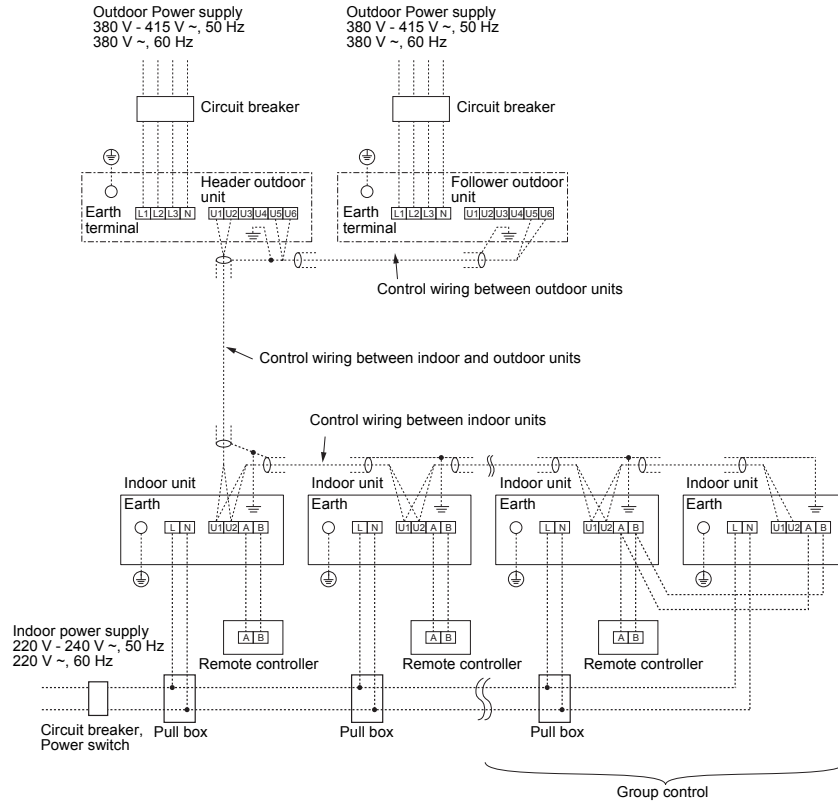 Outdoor Power supply
380 V - 415 V ~, 50 Hz
380 V ~, 60 Hz
Outdoor Power supply
380 V - 415 V ~, 50 Hz
380 V ~, 60 Hz
Circuit breaker
Circuit breaker
Header outdoor
unit
Earth
terminal
L1 L2 L3 N
U1 U2 U3 U4 U5 U6
Follower outdoor
unit
Earth
terminal
L1 L2 L3 N
U1 U2 U3 U4 U5 U6
Control wiring between outdoor units
Control wiring between indoor and outdoor units
Control wiring between indoor units
Indoor unit
Earth
L N
U1 U2 A B
Indoor unit
Earth
L N
U1 U2 A B
Indoor unit
Earth
L N
U1 U2 A B
Indoor unit
Earth
L N
U1 U2 A B
A B
Remote controller
A B
Remote controller
A B
Remote controller
Indoor power supply
220 V - 240 V ~, 50 Hz
220 V ~, 60 Hz
Circuit breaker,
Power switch
Pull box
Pull box
Pull box
Group control